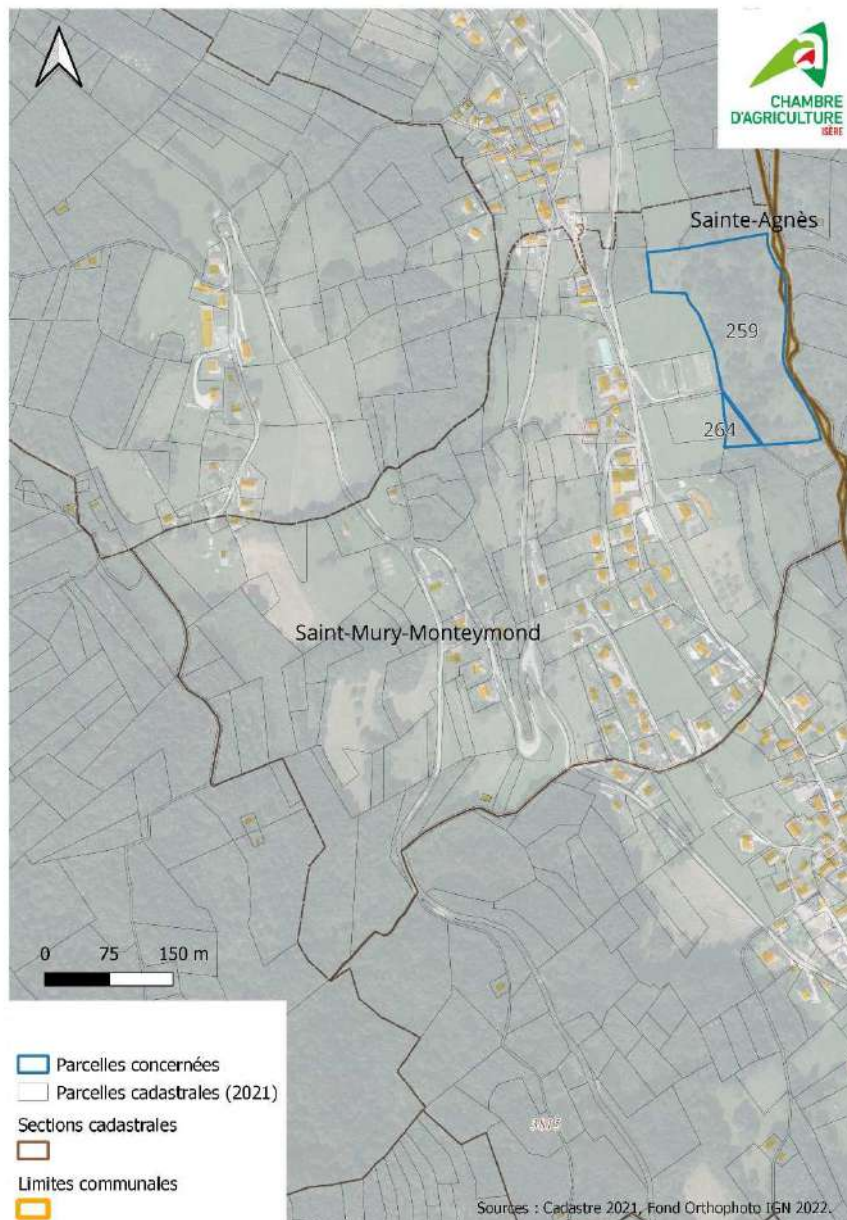 CHAMBRE
D'AGRICULTURE
ISÈRE
Sainte-Agnès
259
264
Saint-Mury-Monteymond
0 75 150 m
Parcelles concernées
Parcelles cadastrales (2021)
Sections cadastrales
Limites communales
Sources : Cadastre 2021, Fond Orthophoto IGN 2022.